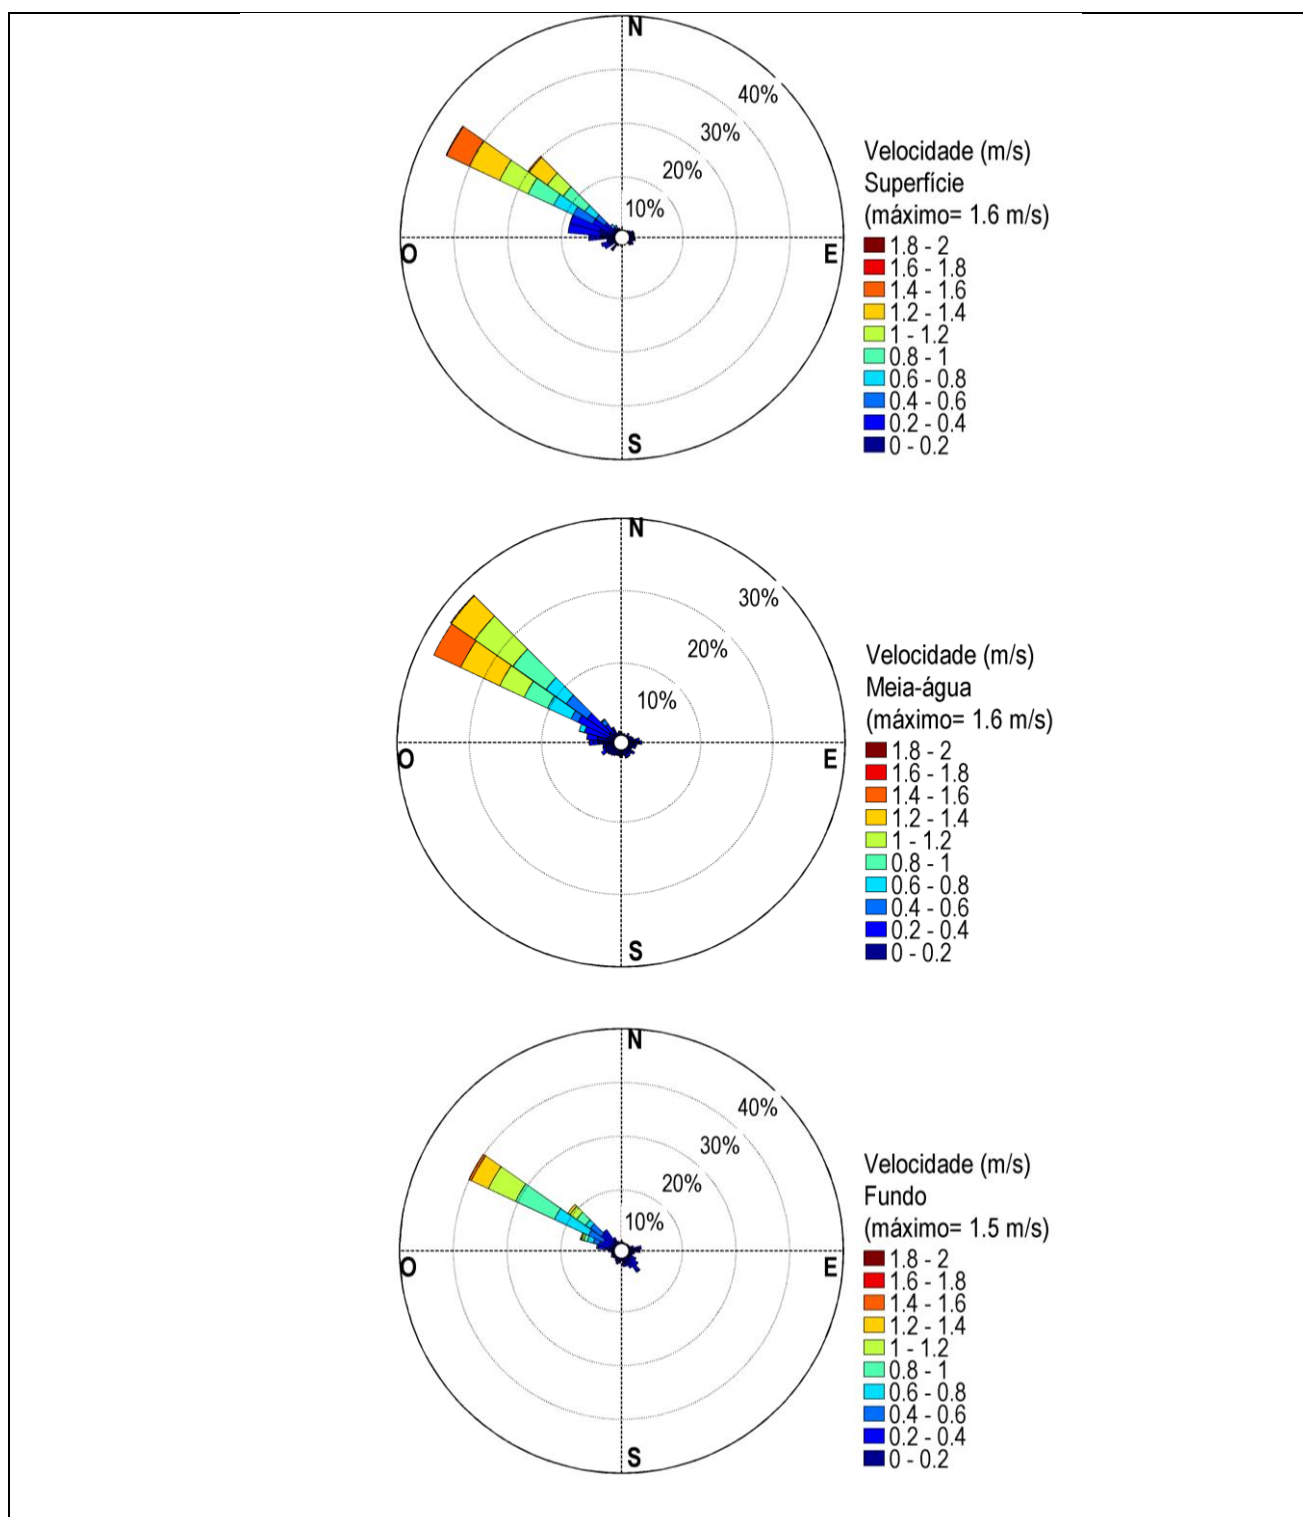 N
40%
30%
20%
10%
O
E
S
Velocidade (m/s)
Superfície
(máximo= 1.6 m/s)
1.8 - 2
1.6 - 1.8
1.4 - 1.6
1.2 - 1.4
1 - 1.2
0.8 - 1
0.6 - 0.8
0.4 - 0.6
0.2 - 0.4
0 - 0.2
N
30%
20%
10%
O
E
S
Velocidade (m/s)
Meia-água
(máximo= 1.6 m/s)
1.8 - 2
1.6 - 1.8
1.4 - 1.6
1.2 - 1.4
1 - 1.2
0.8 - 1
0.6 - 0.8
0.4 - 0.6
0.2 - 0.4
0 - 0.2
N
40%
30%
20%
10%
O
E
S
Velocidade (m/s)
Fundo
(máximo= 1.5 m/s)
1.8 - 2
1.6 - 1.8
1.4 - 1.6
1.2 - 1.4
1 - 1.2
0.8 - 1
0.6 - 0.8
0.4 - 0.6
0.2 - 0.4
0 - 0.2